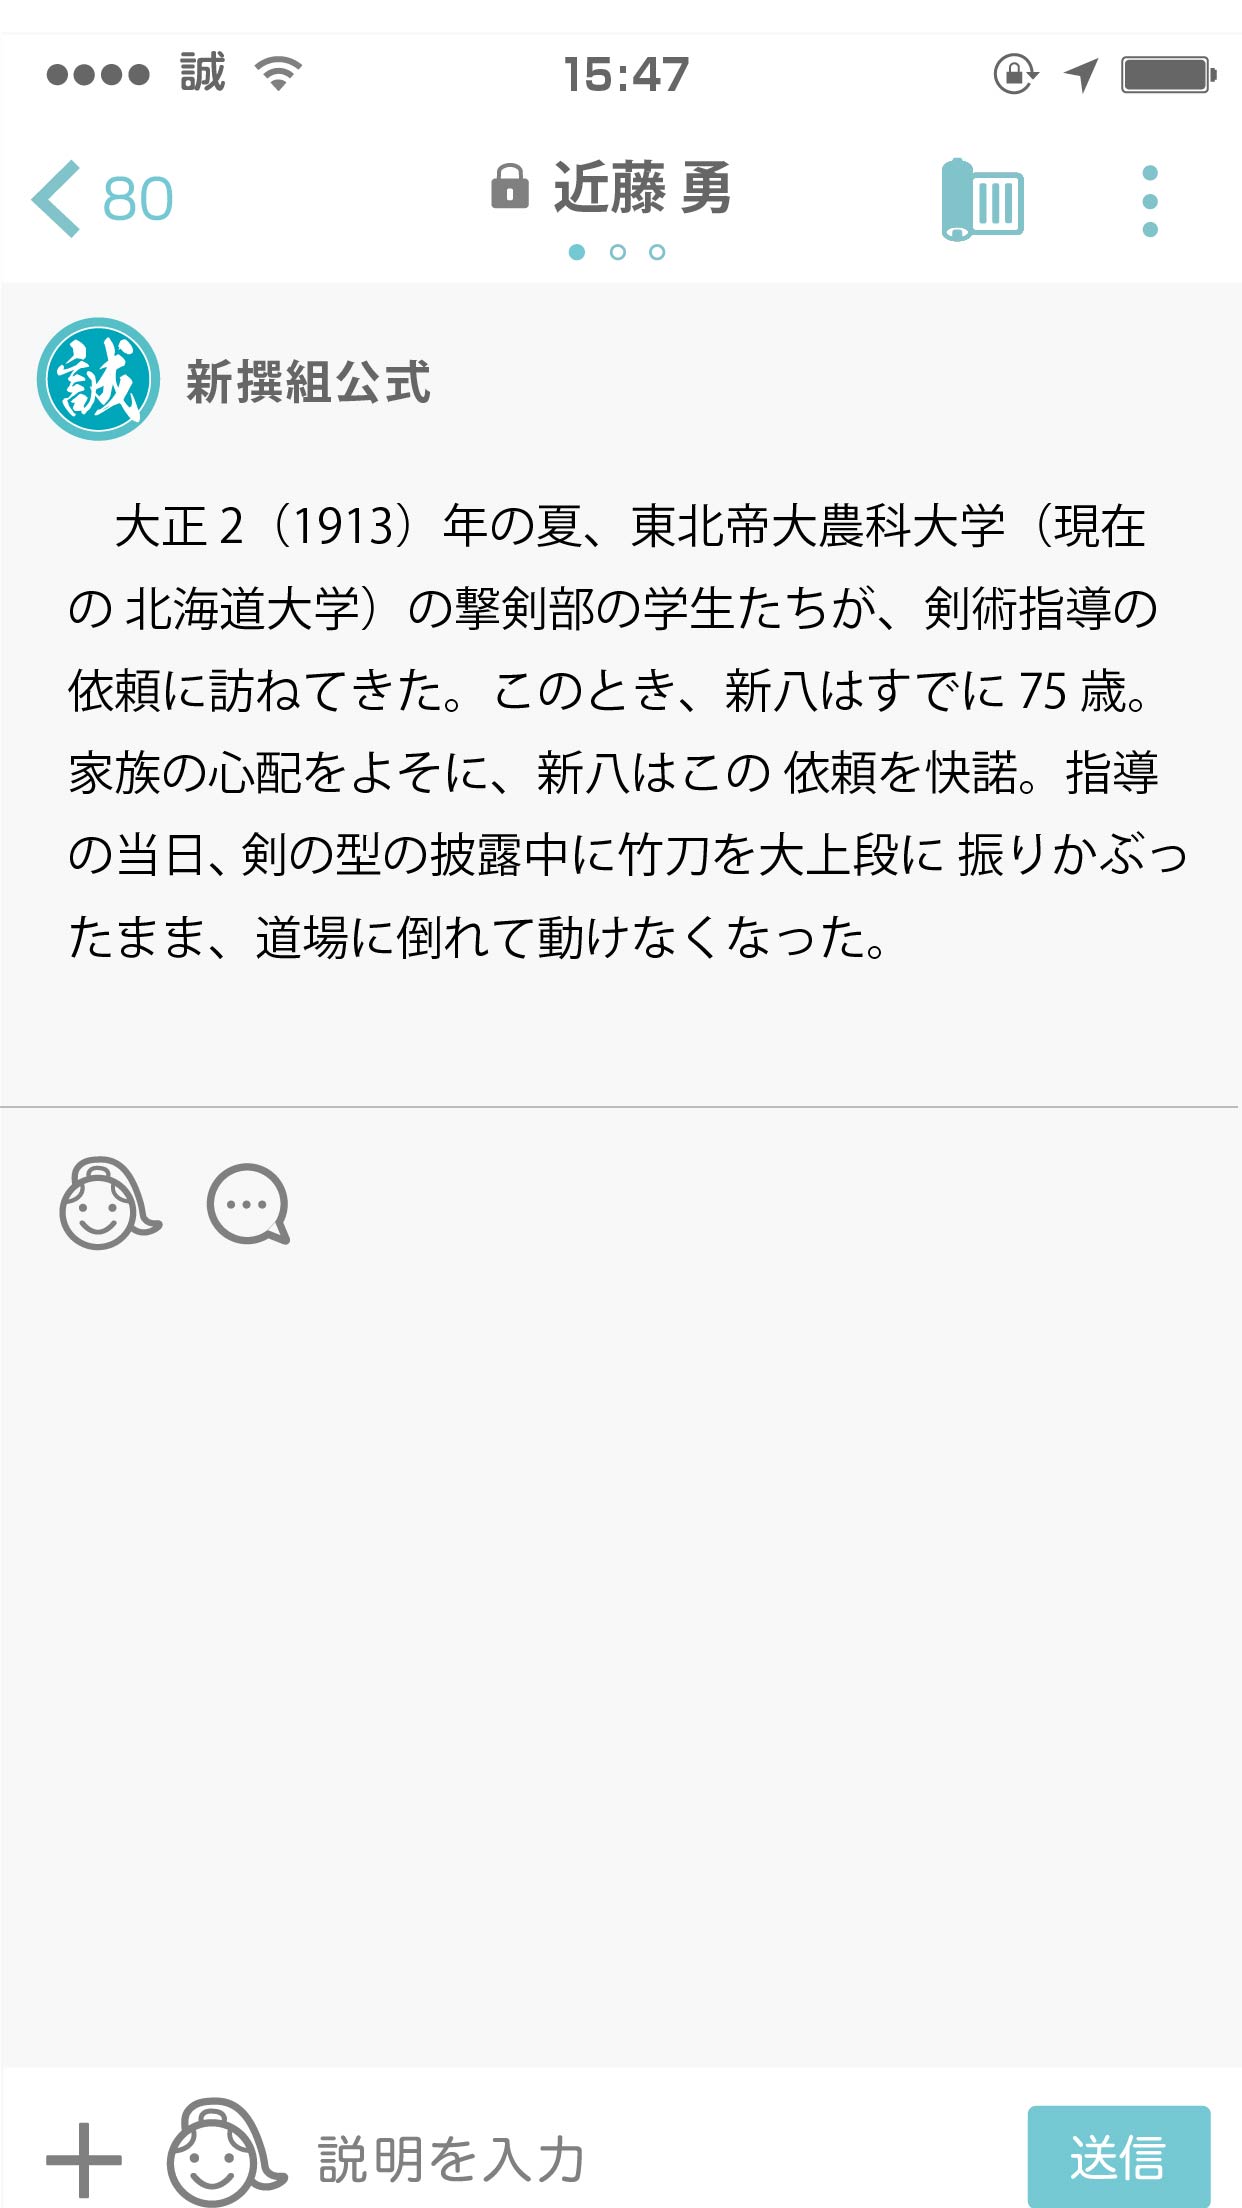 誠
15:47
80
近藤 勇
誠
新撰組公式
大正 2（1913）年の夏、東北帝大農科大学（現在
の 北海道大学）の撃剣部の学生たちが、剣術指導の
依頼に訪ねてきた。このとき、新八はすでに 75 歳。
家族の心配をよそに、新八はこの 依頼を快諾。指導
の当日、剣の型の披露中に竹刀を大上段に 振りかぶっ
たまま、道場に倒れて動けなくなった。
説明を入力
送信